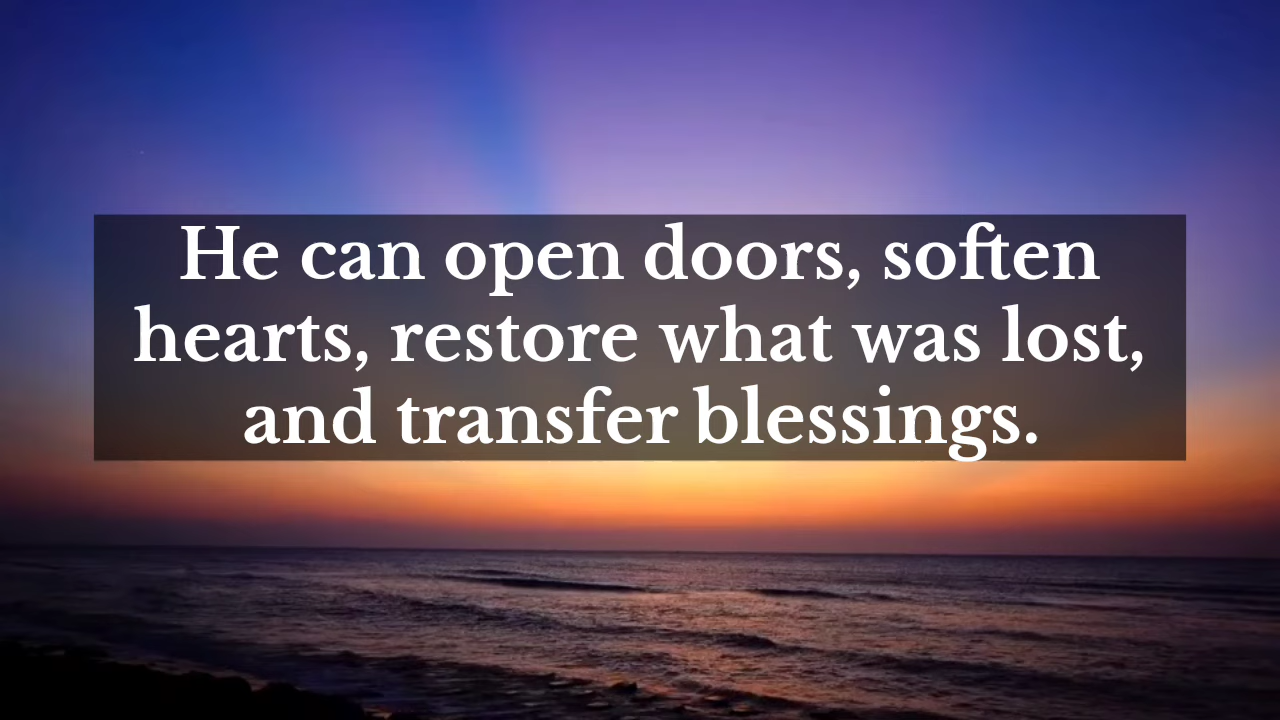 He can open doors, soften
hearts, restore what was lost,
and transfer blessings.